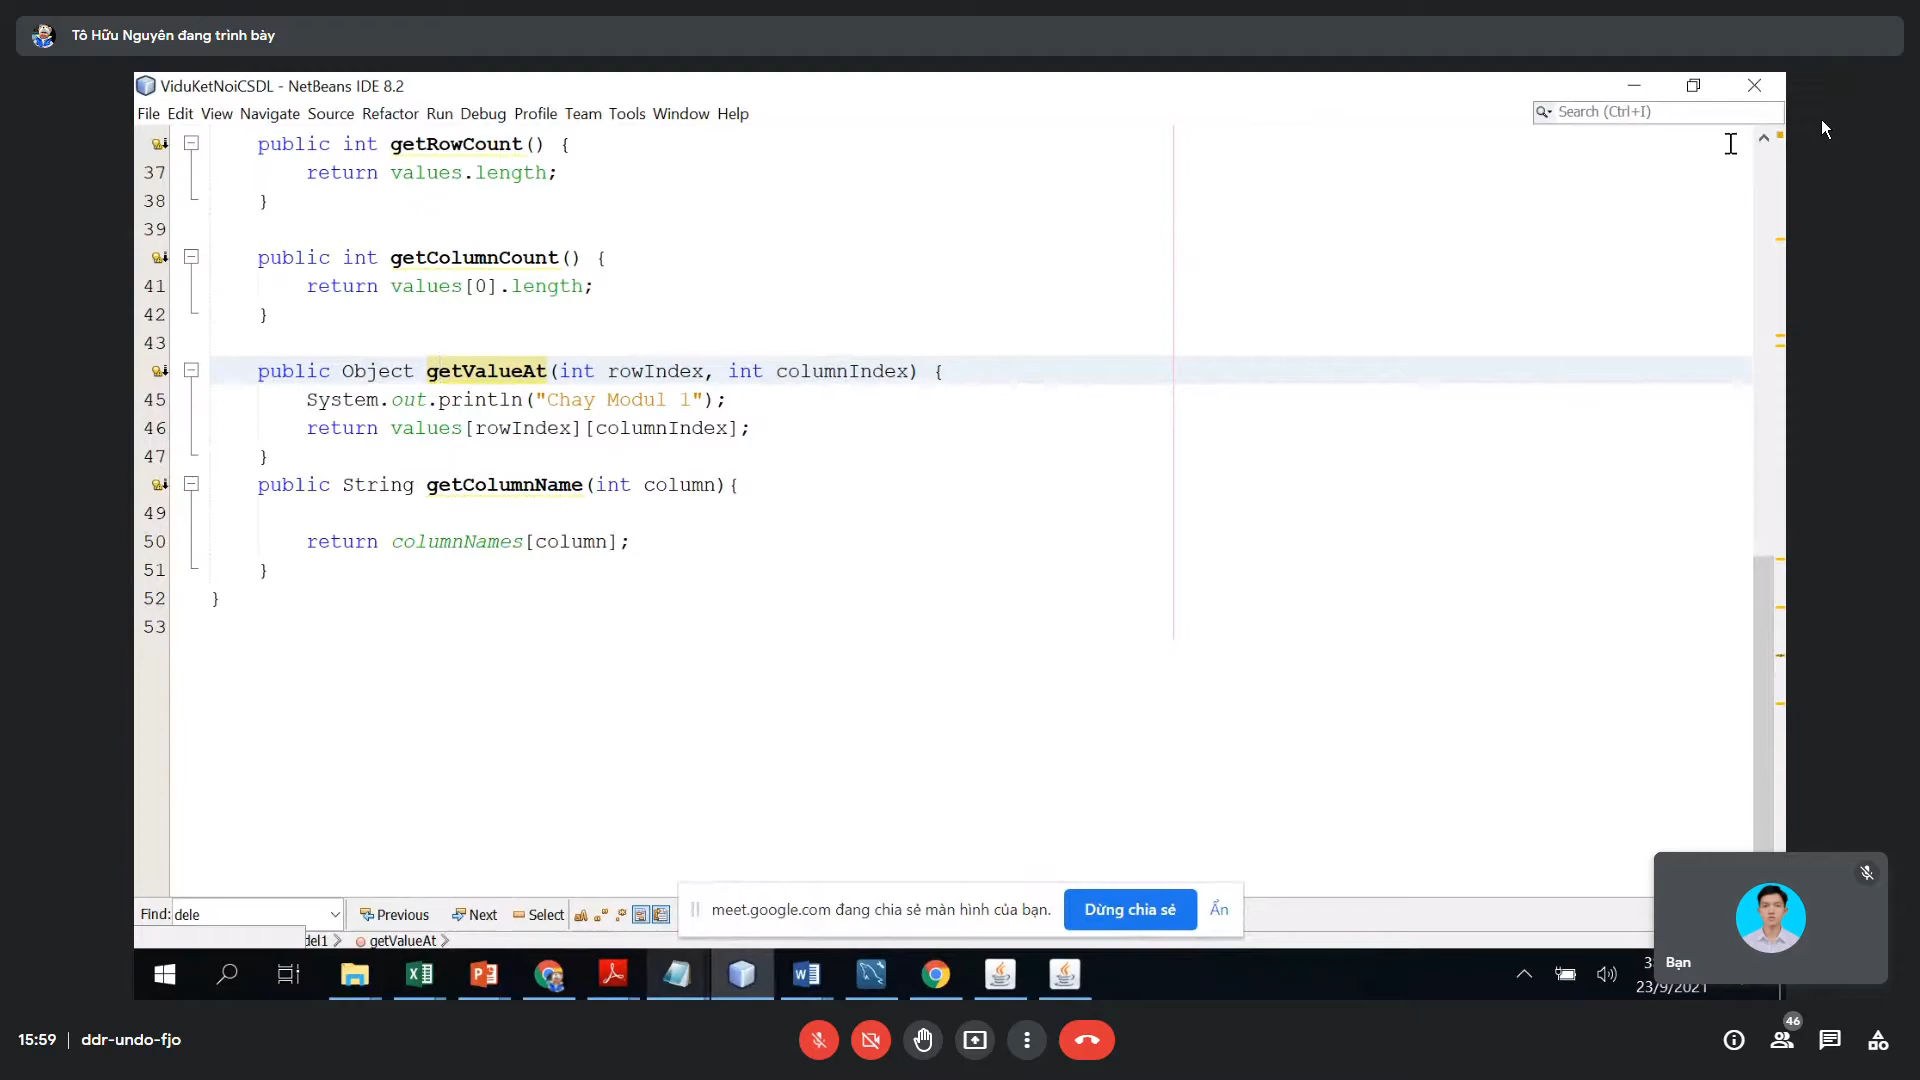 Tô Hữu Nguyên đang trình bày
ViduKetNoiCSDL - NetBeans IDE 8.2
File Edit View Navigate Source Refactor Run Debug Profile Team Tools Window Help
Search (Ctrl+I)
public int getRowCount() {
37 return values.length;
38 }
39
public int getColumnCount() {
41 return values[0].length;
42 }
43
public Object getValueAt(int rowIndex, int columnIndex) {
45 System.out.println("Chay Modul 1");
46 return values[rowIndex][columnIndex];
47 }
public String getColumnName(int column){
49
50 return columnNames[column];
51 }
52 }
53
Find: dele Previous Next Select
meet.google.com đang chia sẻ màn hình của bạn. Dừng chia sẻ Ẩn
del1 getValueAt
Bạn
23/9/2021
15:59 | ddr-undo-fjo
46